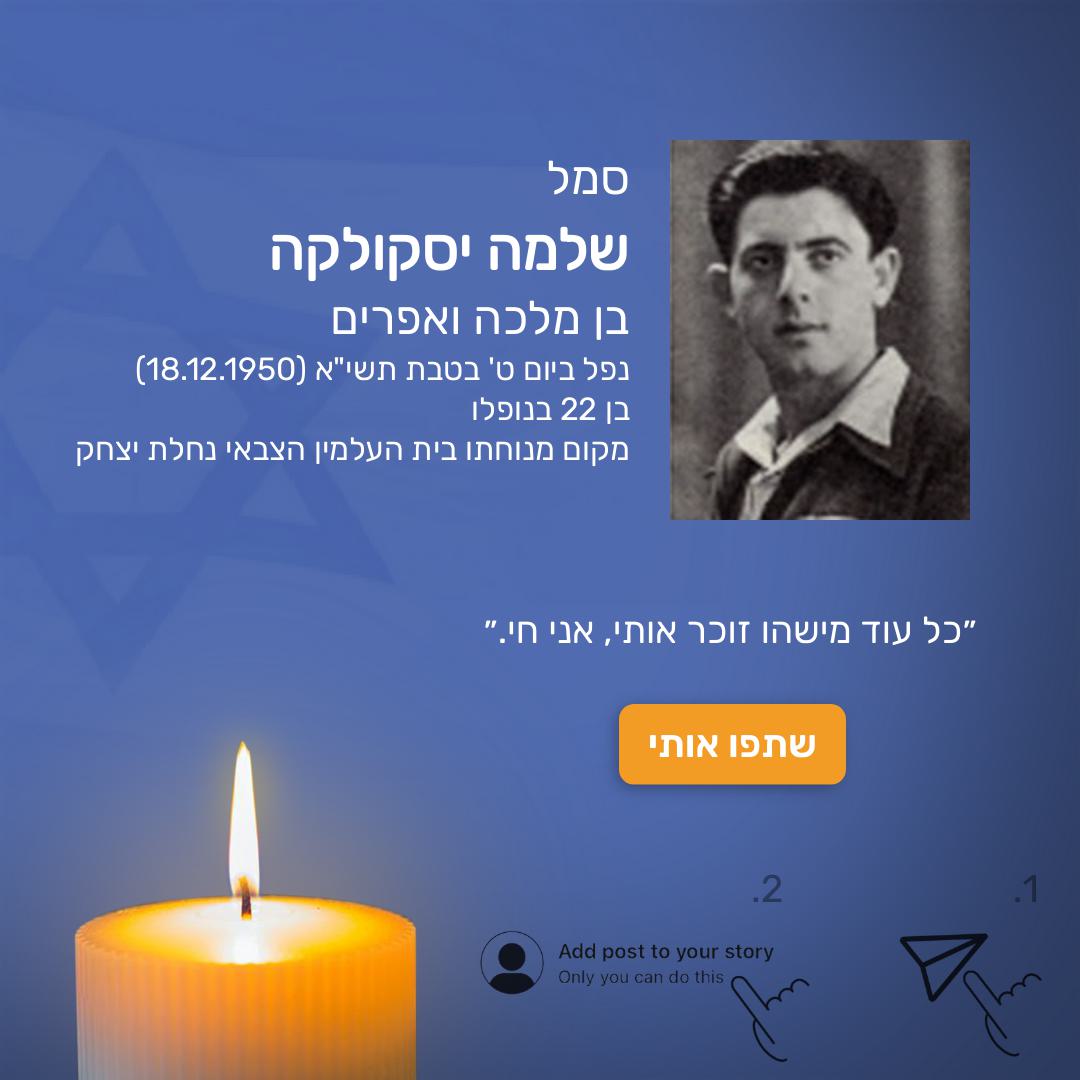 סמל
שלמה יסקולקה
בן מלכה ואפרים
נפל ביום ט' בטבת תשי"א (18.12.1950)
בן 22 בנופלו
מקום מנוחתו בית העלמין הצבאי נחלת יצחק
״כל עוד מישהו זוכר אותי, אני חי.״
שתפו אותי
.1
.2
Add post to your story
Only you can do this